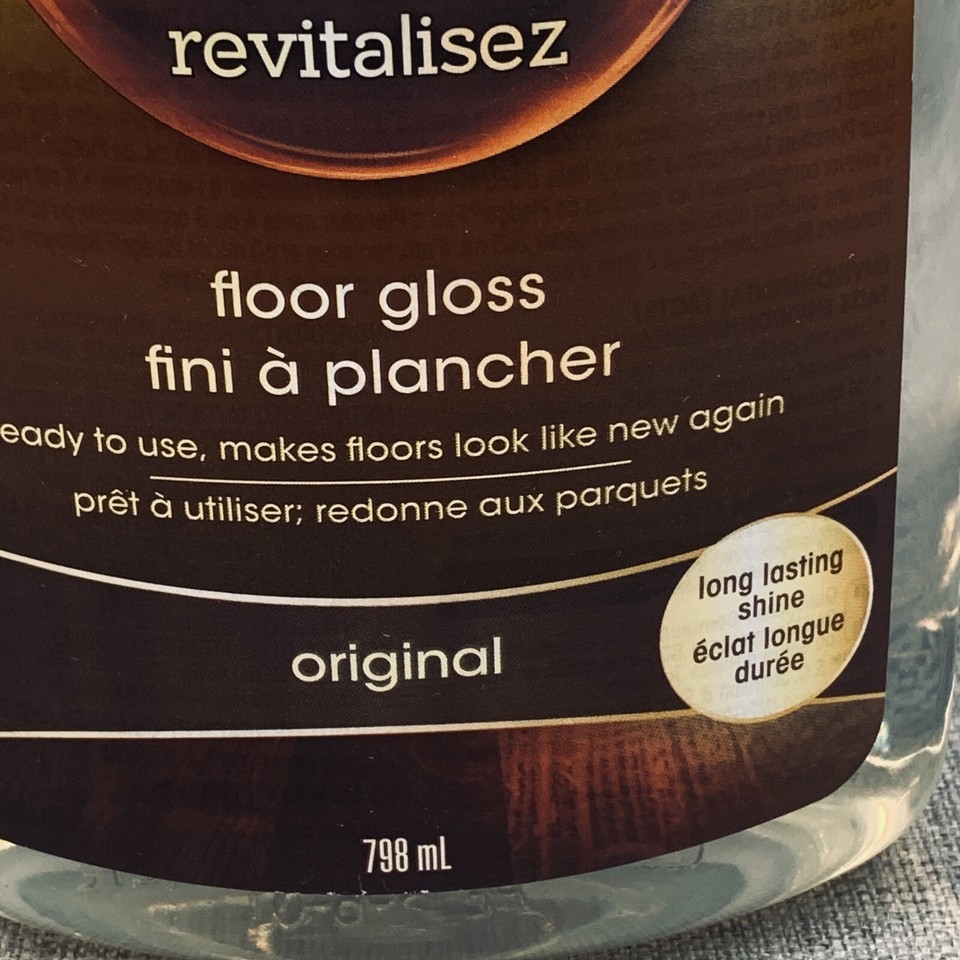 revitalisez
floor gloss
fini à plancher
eady to use, makes floors look like new again
prêt à utiliser; redonne aux parquets
original
long lasting
shine
éclat longue
durée
798 mL